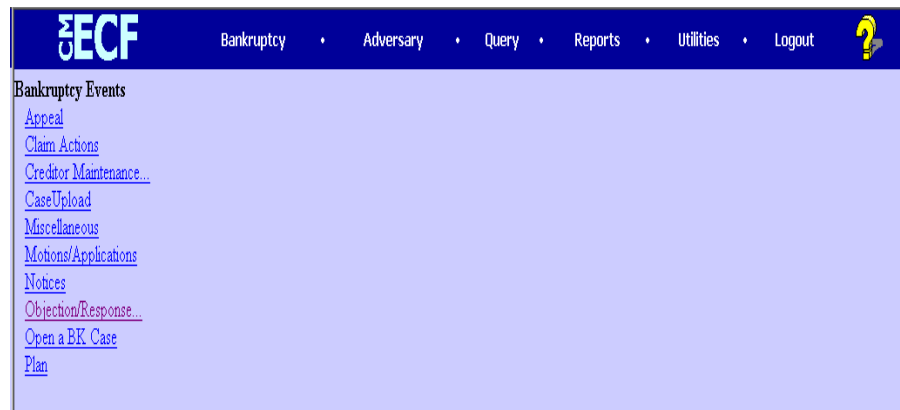 CM ECF Bankruptcy • Adversary • Query • Reports • Utilities • Logout ?
Bankruptcy Events
Appeal
Claim Actions
Creditor Maintenance...
CaseUpload
Miscellaneous
Motions/Applications
Notices
Objection/Response...
Open a BK Case
Plan